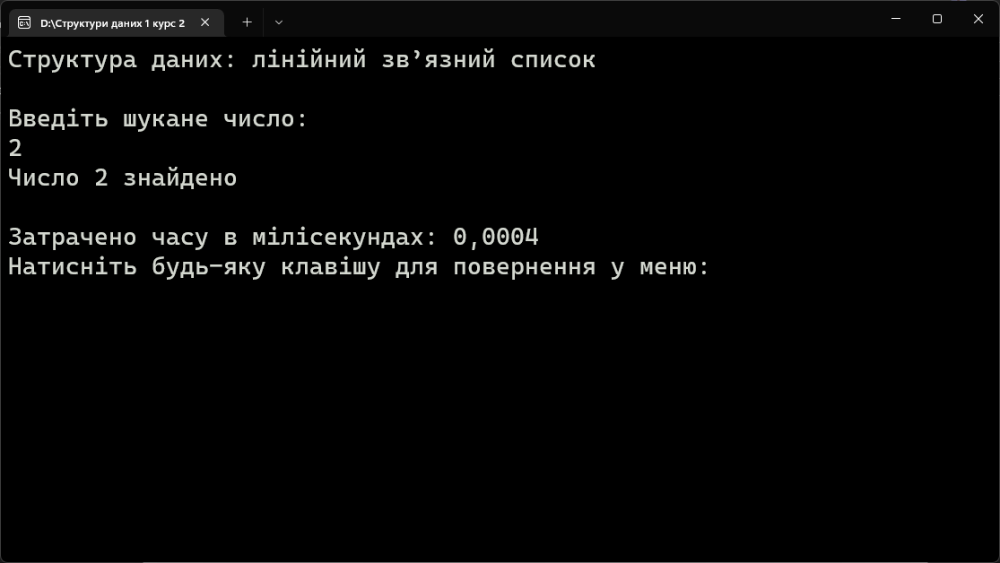 D:\Структури даних 1 курс 2
Структура даних: лінійний зв’язний список
Введіть шукане число:
2
Число 2 знайдено
Затрачено часу в мілісекундах: 0,0004
Натисніть будь-яку клавішу для повернення у меню: